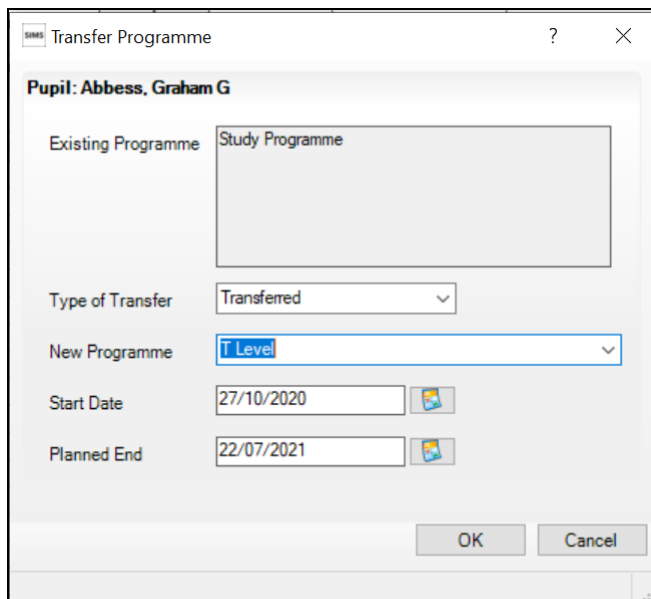 SIMS Transfer Programme ?
Pupil: Abbess, Graham G
Existing Programme Study Programme
Type of Transfer Transferred
New Programme T Level
Start Date 27/10/2020
Planned End 22/07/2021
OK Cancel